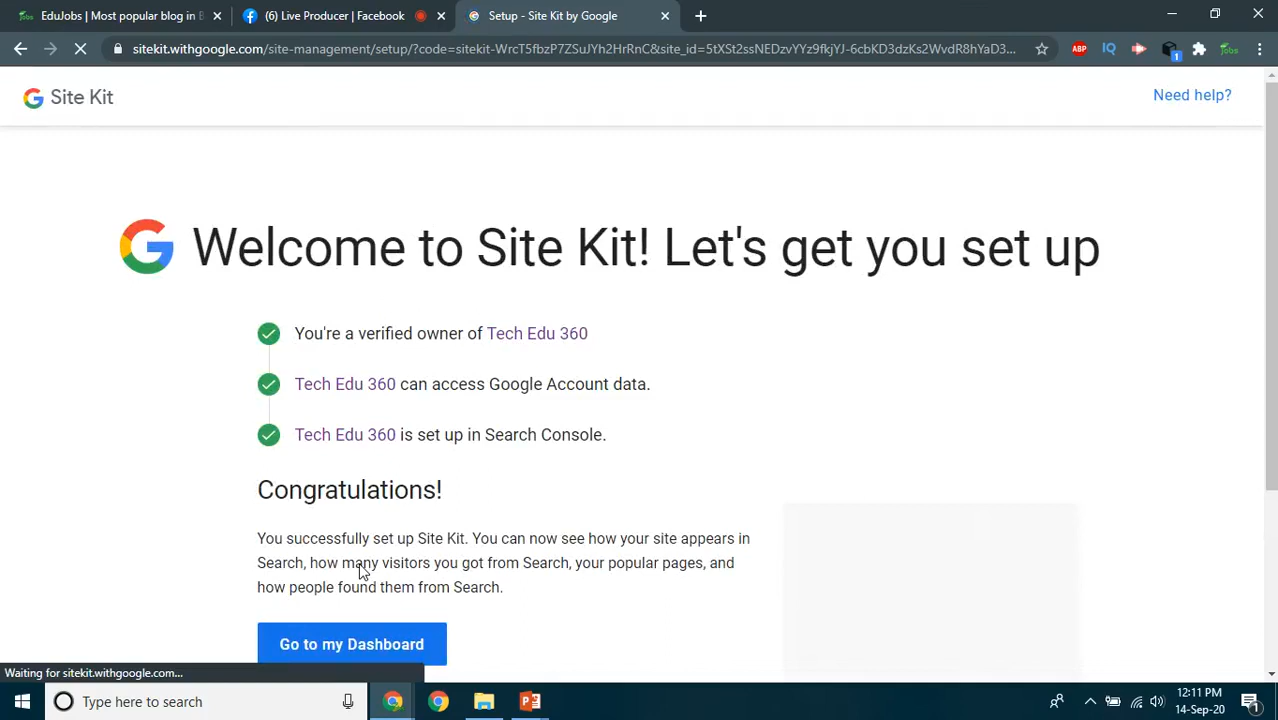 EduJobs | Most popular blog in B
(6) Live Producer | Facebook
Setup - Site Kit by Google
sitekit.withgoogle.com/site-management/setup/?code=sitekit-WrcT5fbzP7ZSuJYh2HrRnC&site_id=5tXSt2ssNEDzvYYz9fkjYJ-6cbKD3dzKs2WvdR8hYaD3...
ABP
IQ
1
Jobs
G Site Kit
Need help?
G Welcome to Site Kit! Let's get you set up
You're a verified owner of Tech Edu 360
Tech Edu 360 can access Google Account data.
Tech Edu 360 is set up in Search Console.
Congratulations!
You successfully set up Site Kit. You can now see how your site appears in
Search, how many visitors you got from Search, your popular pages, and
how people found them from Search.
Go to my Dashboard
Waiting for sitekit.withgoogle.com...
Type here to search
12:11 PM
14-Sep-20
1